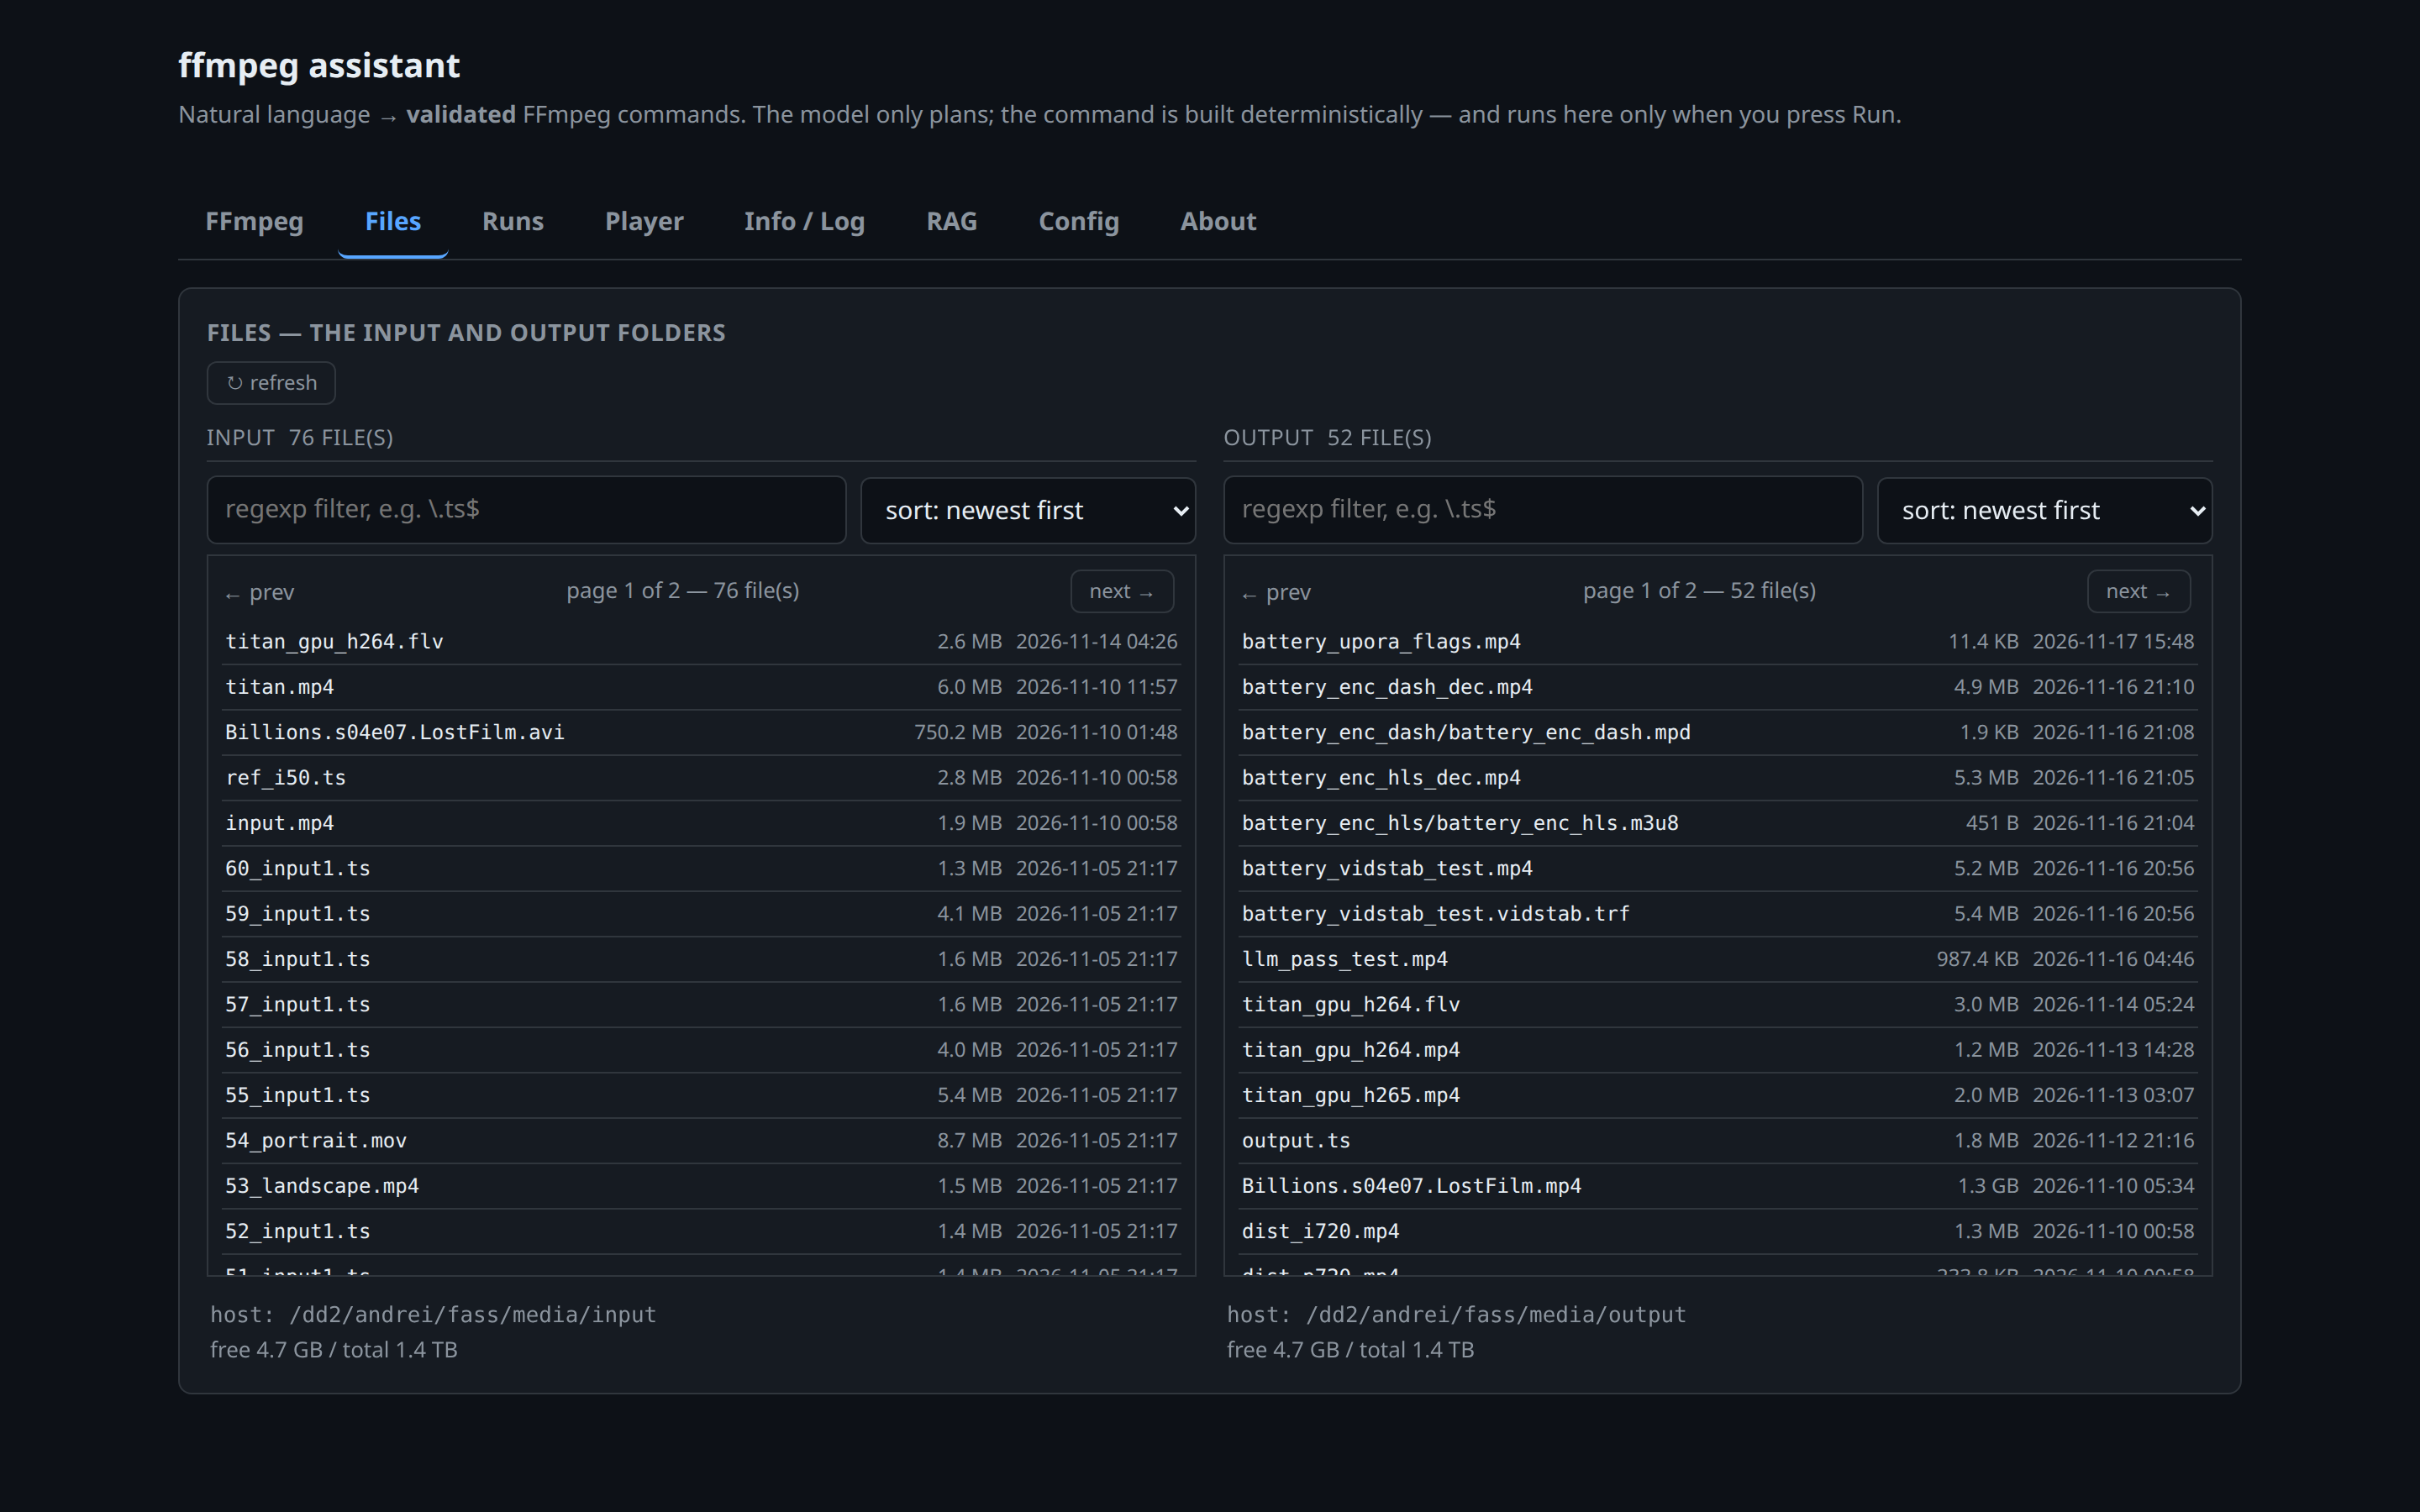 ffmpeg assistant
Natural language → validated FFmpeg commands. The model only plans; the command is built deterministically — and runs here only when you press Run.
FFmpeg Files Runs Player Info / Log RAG Config About
FILES — THE INPUT AND OUTPUT FOLDERS
↻ refresh
INPUT 76 FILE(S)
regexp filter, e.g. \.ts$ sort: newest first
← prev page 1 of 2 — 76 file(s) next →
titan_gpu_h264.flv 2.6 MB 2026-11-14 04:26
titan.mp4 6.0 MB 2026-11-10 11:57
Billions.s04e07.LostFilm.avi 750.2 MB 2026-11-10 01:48
ref_i50.ts 2.8 MB 2026-11-10 00:58
input.mp4 1.9 MB 2026-11-10 00:58
60_input1.ts 1.3 MB 2026-11-05 21:17
59_input1.ts 4.1 MB 2026-11-05 21:17
58_input1.ts 1.6 MB 2026-11-05 21:17
57_input1.ts 1.6 MB 2026-11-05 21:17
56_input1.ts 4.0 MB 2026-11-05 21:17
55_input1.ts 5.4 MB 2026-11-05 21:17
54_portrait.mov 8.7 MB 2026-11-05 21:17
53_landscape.mp4 1.5 MB 2026-11-05 21:17
52_input1.ts 1.4 MB 2026-11-05 21:17
51_input1.ts 1.4 MB 2026-11-05 21:17
host: /dd2/andrei/fass/media/input
free 4.7 GB / total 1.4 TB
OUTPUT 52 FILE(S)
regexp filter, e.g. \.ts$ sort: newest first
← prev page 1 of 2 — 52 file(s) next →
battery_upora_flags.mp4 11.4 KB 2026-11-17 15:48
battery_enc_dash_dec.mp4 4.9 MB 2026-11-16 21:10
battery_enc_dash/battery_enc_dash.mpd 1.9 KB 2026-11-16 21:08
battery_enc_hls_dec.mp4 5.3 MB 2026-11-16 21:05
battery_enc_hls/battery_enc_hls.m3u8 451 B 2026-11-16 21:04
battery_vidstab_test.mp4 5.2 MB 2026-11-16 20:56
battery_vidstab_test.vidstab.trf 5.4 MB 2026-11-16 20:56
llm_pass_test.mp4 987.4 KB 2026-11-16 04:46
titan_gpu_h264.flv 3.0 MB 2026-11-14 05:24
titan_gpu_h264.mp4 1.2 MB 2026-11-13 14:28
titan_gpu_h265.mp4 2.0 MB 2026-11-13 03:07
output.ts 1.8 MB 2026-11-12 21:16
Billions.s04e07.LostFilm.mp4 1.3 GB 2026-11-10 05:34
dist_i720.mp4 1.3 MB 2026-11-10 00:58
dist_p720.mp4 KB 2026-11-10 00:58
host: /dd2/andrei/fass/media/output
free 4.7 GB / total 1.4 TB